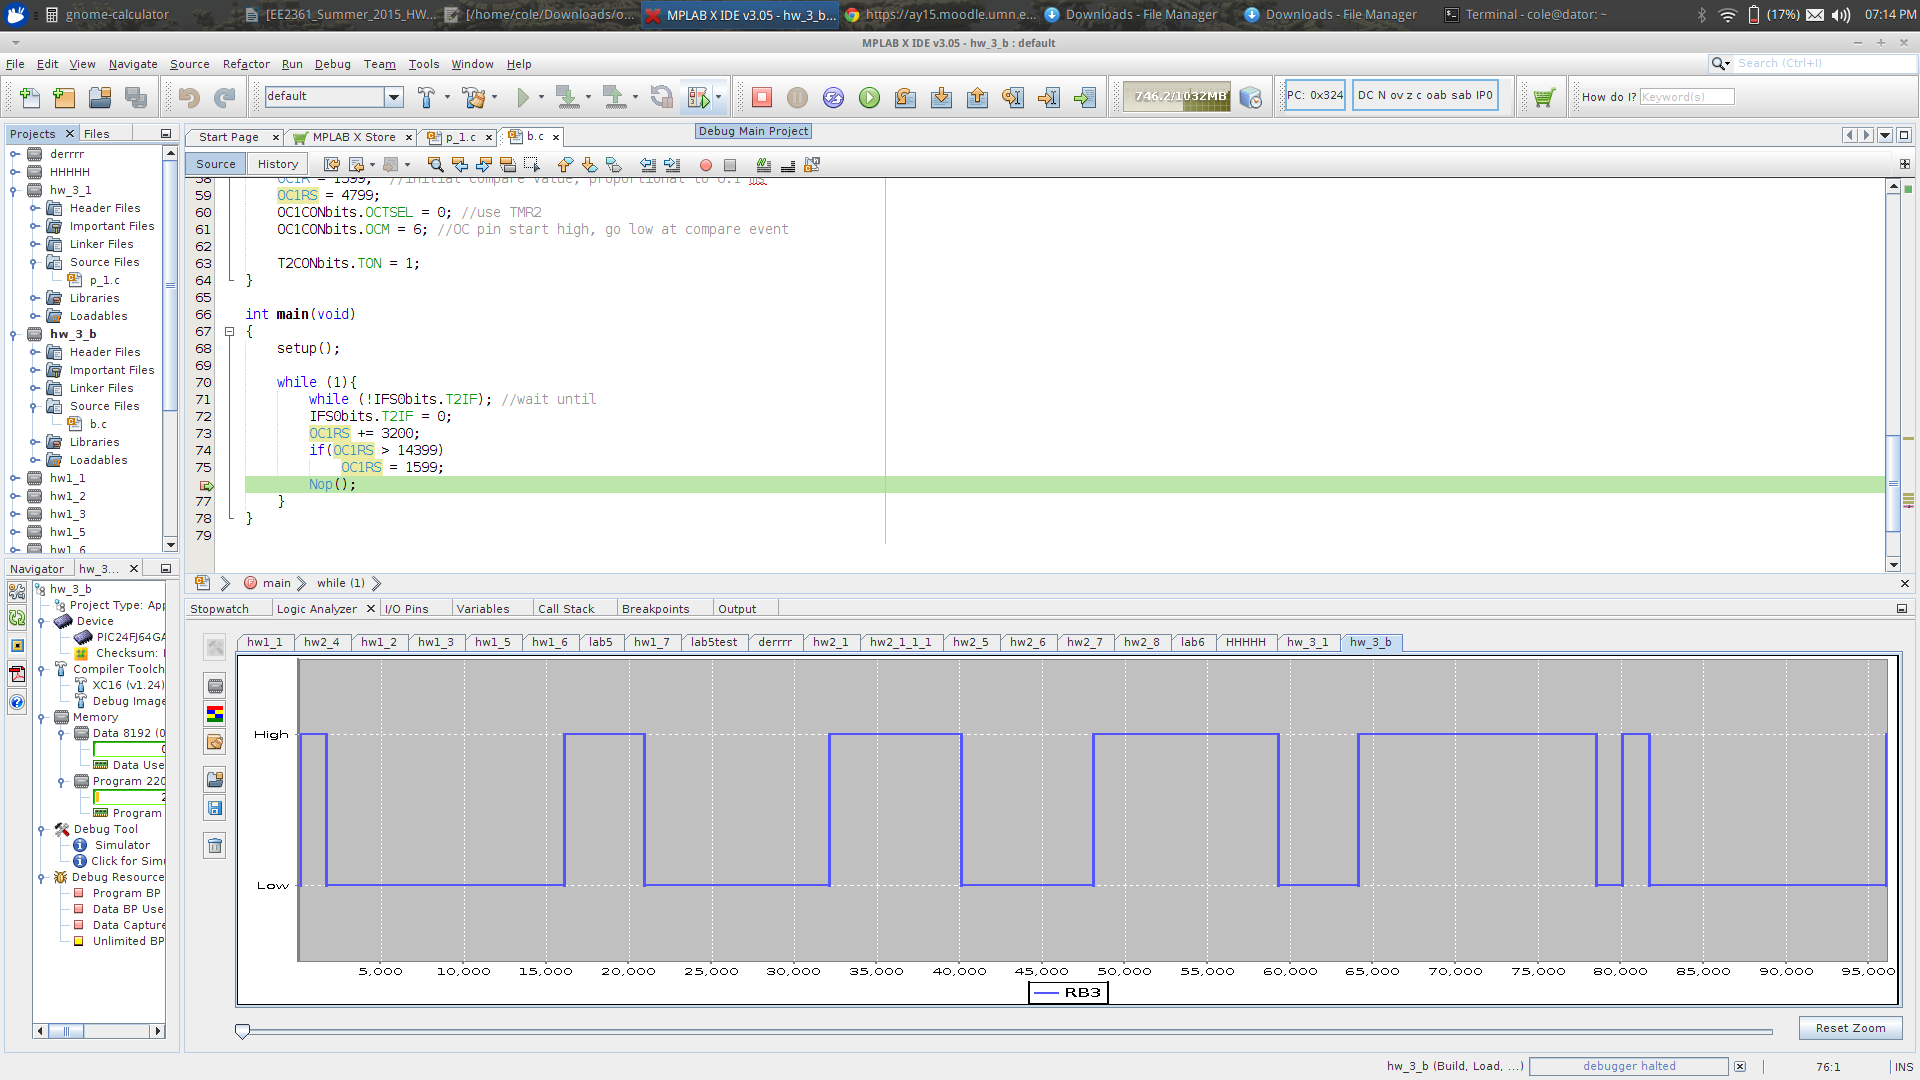 gnome-calculator
[EE2361_Summer_2015_HW...
[/home/cole/Downloads/o...
MPLAB X IDE v3.05 - hw_3_b...
https://ay15.moodle.umn.e...
Downloads - File Manager
Downloads - File Manager
Terminal - cole@dator: ~
(17%)
07:14 PM
MPLAB X IDE v3.05 - hw_3_b : default
File Edit View Navigate Source Refactor Run Debug Team Tools Window Help
Search (Ctrl+I)
default
746.2/1032MB
PC: 0x324
DC N ov z c oab sab IP0
How do I? Keyword(s)
Projects
Files
Start Page
MPLAB X Store
p_1.c
b.c
Debug Main Project
Source
History
derrrr
HHHHH
hw_3_1
Header Files
Important Files
Linker Files
Source Files
p_1.c
Libraries
Loadables
hw_3_b
Header Files
Important Files
Linker Files
Source Files
b.c
Libraries
Loadables
hw1_1
hw1_2
hw1_3
hw1_5
hw1_6
58 OC1R = 1599; //initial compare value, proportional to 0.1 ms
59 OC1RS = 4799;
60 OC1CONbits.OCTSEL = 0; //use TMR2
61 OC1CONbits.OCM = 6; //OC pin start high, go low at compare event
62
63 T2CONbits.TON = 1;
64 }
65
66 int main(void)
67 {
68 setup();
69
70 while (1){
71 while (!IFS0bits.T2IF); //wait until
72 IFS0bits.T2IF = 0;
73 OC1RS += 3200;
74 if(OC1RS > 14399)
75 OC1RS = 1599;
Nop();
77 }
78 }
79
main
while (1)
Navigator
hw_3...
hw_3_b
Project Type: App
Device
PIC24FJ64GA
Checksum:
Compiler Toolch
XC16 (v1.24)
Debug Image
Memory
Data 8192 (0
Data Use
Program 220
2
Program
Debug Tool
Simulator
Click for Simu
Debug Resource
Program BP
Data BP Use
Data Capture
Unlimited BP
Stopwatch
Logic Analyzer
I/O Pins
Variables
Call Stack
Breakpoints
Output
hw1_1 hw2_4 hw1_2 hw1_3 hw1_5 hw1_6 lab5 hw1_7 lab5test derrrr hw2_1 hw2_1_1_1 hw2_5 hw2_6 hw2_7 hw2_8 lab6 HHHHH hw_3_1 hw_3_b
High
Low
5,000 10,000 15,000 20,000 25,000 30,000 35,000 40,000 45,000 50,000 55,000 60,000 65,000 70,000 75,000 80,000 85,000 90,000 95,000
RB3
Reset Zoom
hw_3_b (Build, Load, ...)
debugger halted
76:1
INS